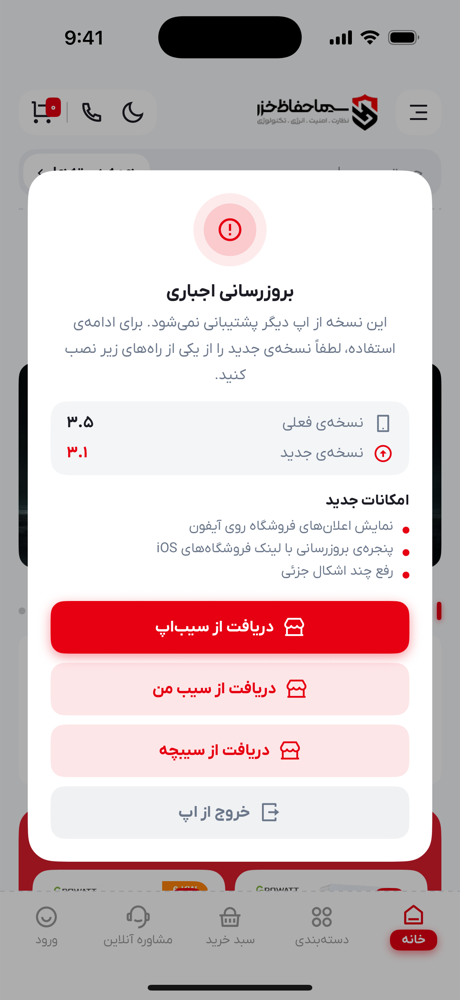 9:41
سهاحفاظخزر
نظارت . امنیت . انرژی . تکنولوژی
بروزرسانی اجباری
این نسخه از اپ دیگر پشتیبانی نمی‌شود. برای ادامه‌ی
استفاده، لطفاً نسخه‌ی جدید را از یکی از راه‌های زیر نصب
کنید.
نسخه‌ی فعلی ۳.۵
نسخه‌ی جدید ۳.۱
امکانات جدید
نمایش اعلان‌های فروشگاه روی آیفون
پنجره‌ی بروزرسانی با لینک فروشگاه‌های iOS
رفع چند اشکال جزئی
دریافت از سیب‌اپ
دریافت از سیب من
دریافت از سیبچه
خروج از اپ
خانه
دسته‌بندی
سبد خرید
مشاوره آنلاین
ورود